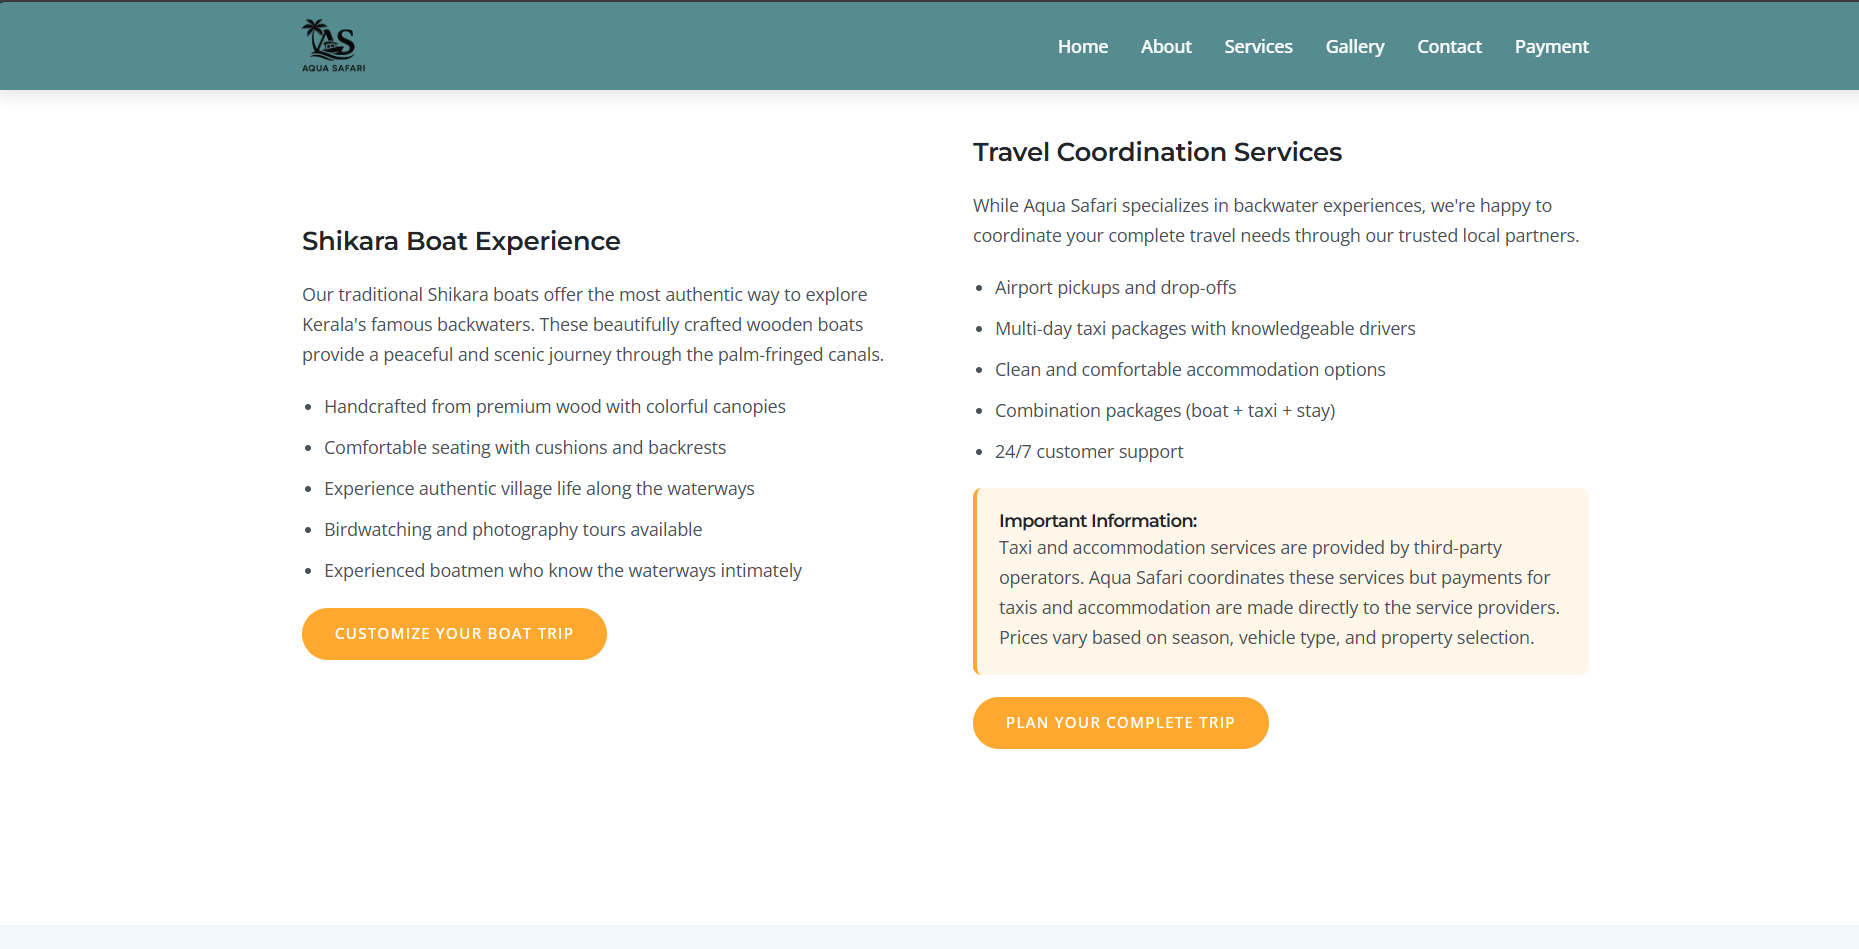 AS
AQUA SAFARI
Home About Services Gallery Contact Payment
Shikara Boat Experience
Our traditional Shikara boats offer the most authentic way to explore
Kerala's famous backwaters. These beautifully crafted wooden boats
provide a peaceful and scenic journey through the palm-fringed canals.
• Handcrafted from premium wood with colorful canopies
• Comfortable seating with cushions and backrests
• Experience authentic village life along the waterways
• Birdwatching and photography tours available
• Experienced boatmen who know the waterways intimately
CUSTOMIZE YOUR BOAT TRIP
Travel Coordination Services
While Aqua Safari specializes in backwater experiences, we're happy to
coordinate your complete travel needs through our trusted local partners.
• Airport pickups and drop-offs
• Multi-day taxi packages with knowledgeable drivers
• Clean and comfortable accommodation options
• Combination packages (boat + taxi + stay)
• 24/7 customer support
Important Information:
Taxi and accommodation services are provided by third-party
operators. Aqua Safari coordinates these services but payments for
taxis and accommodation are made directly to the service providers.
Prices vary based on season, vehicle type, and property selection.
PLAN YOUR COMPLETE TRIP